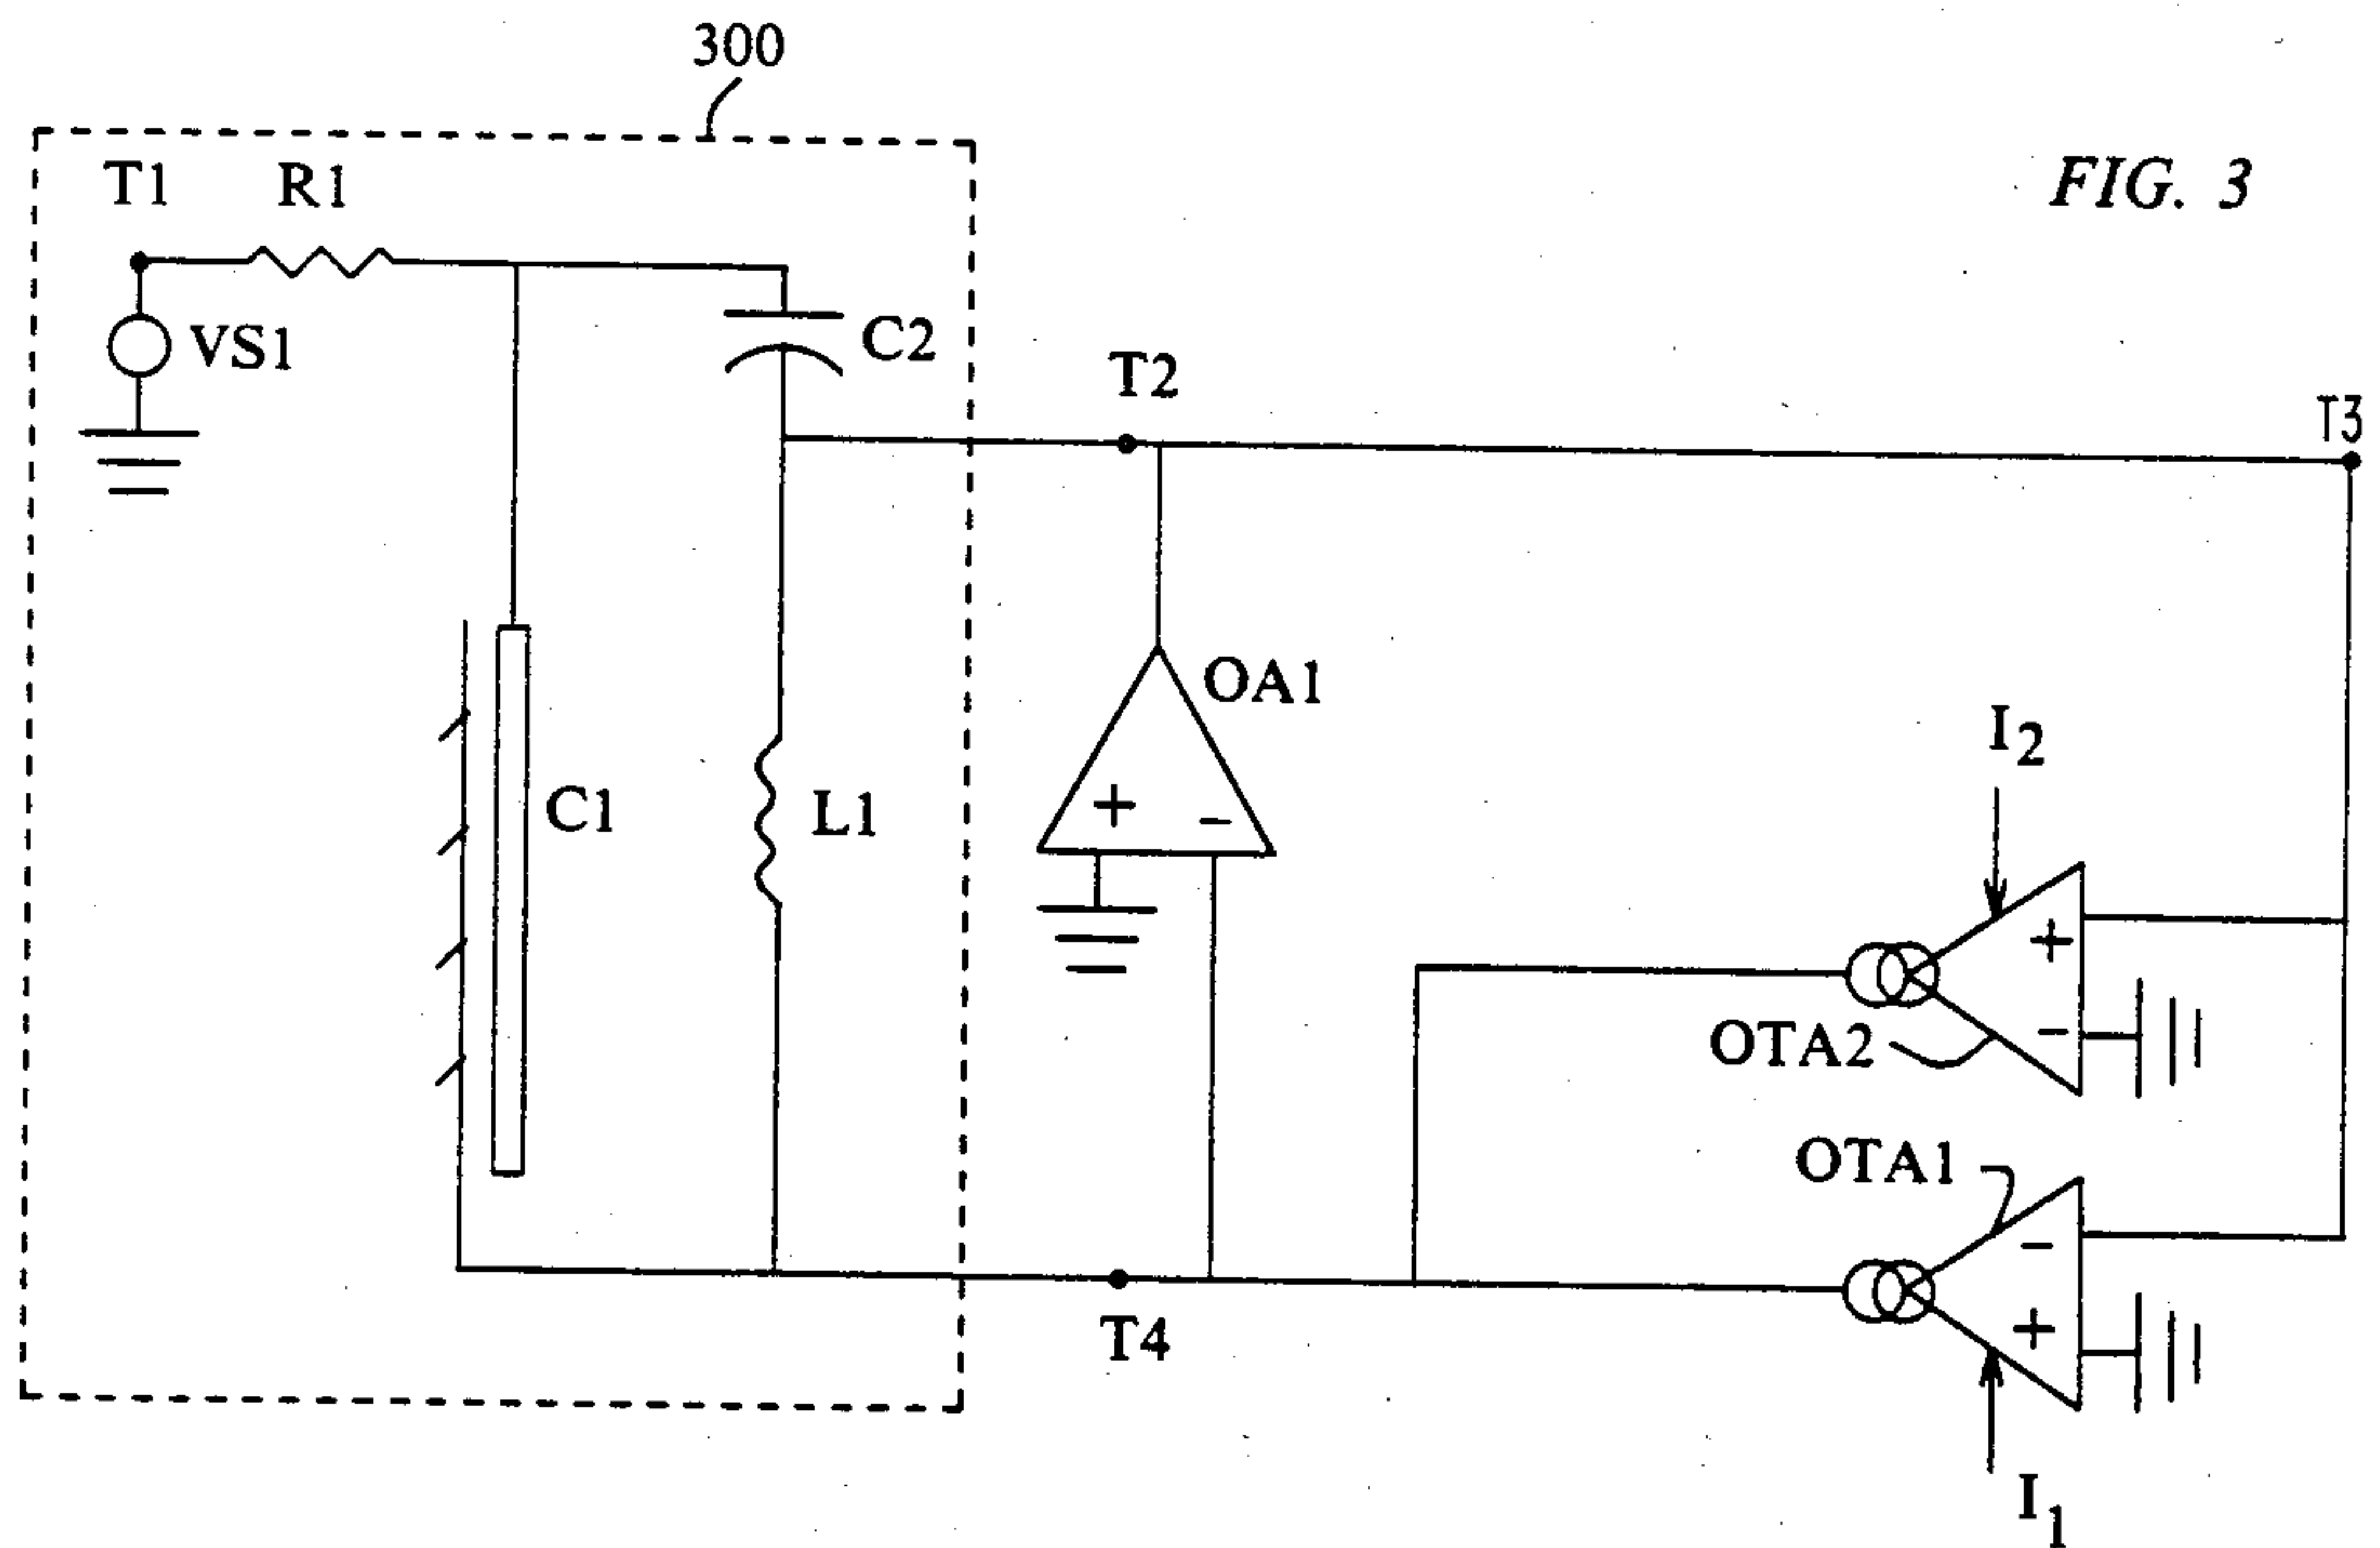 300
FIG. 3
T1 R1
VS1
C2
T2
T3
OA1
I2
C1
L1
+
-
+
-
OTA2
OTA1
-
+
T4
I1